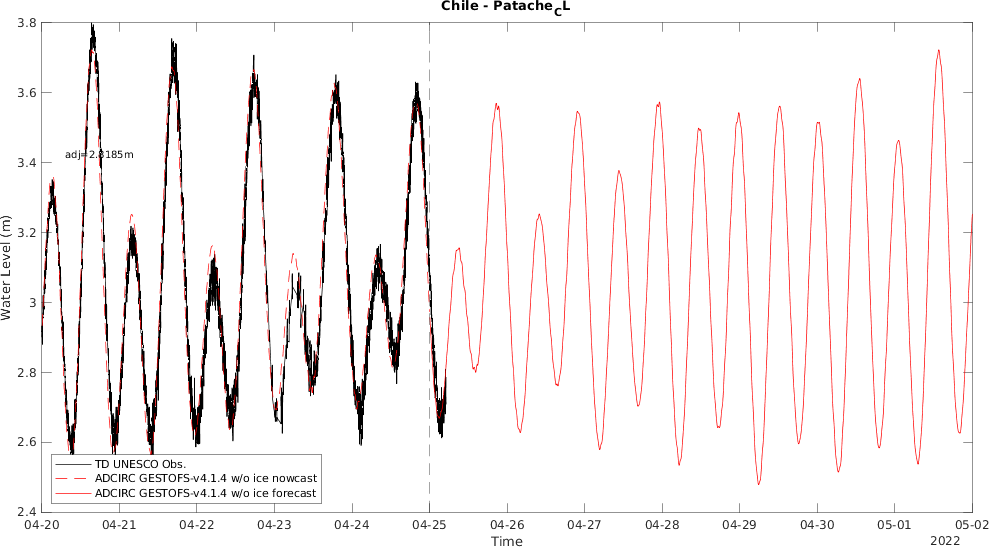 Chile - Patache_CL
3.8
3.6
3.4
3.2
3
2.8
2.6
2.4
Water Level (m)
adj=2.8185m
TD UNESCO Obs.
ADCIRC GESTOFS-v4.1.4 w/o ice nowcast
ADCIRC GESTOFS-v4.1.4 w/o ice forecast
04-20 04-21 04-22 04-23 04-24 04-25 04-26 04-27 04-28 04-29 04-30 05-01 05-02
Time
2022